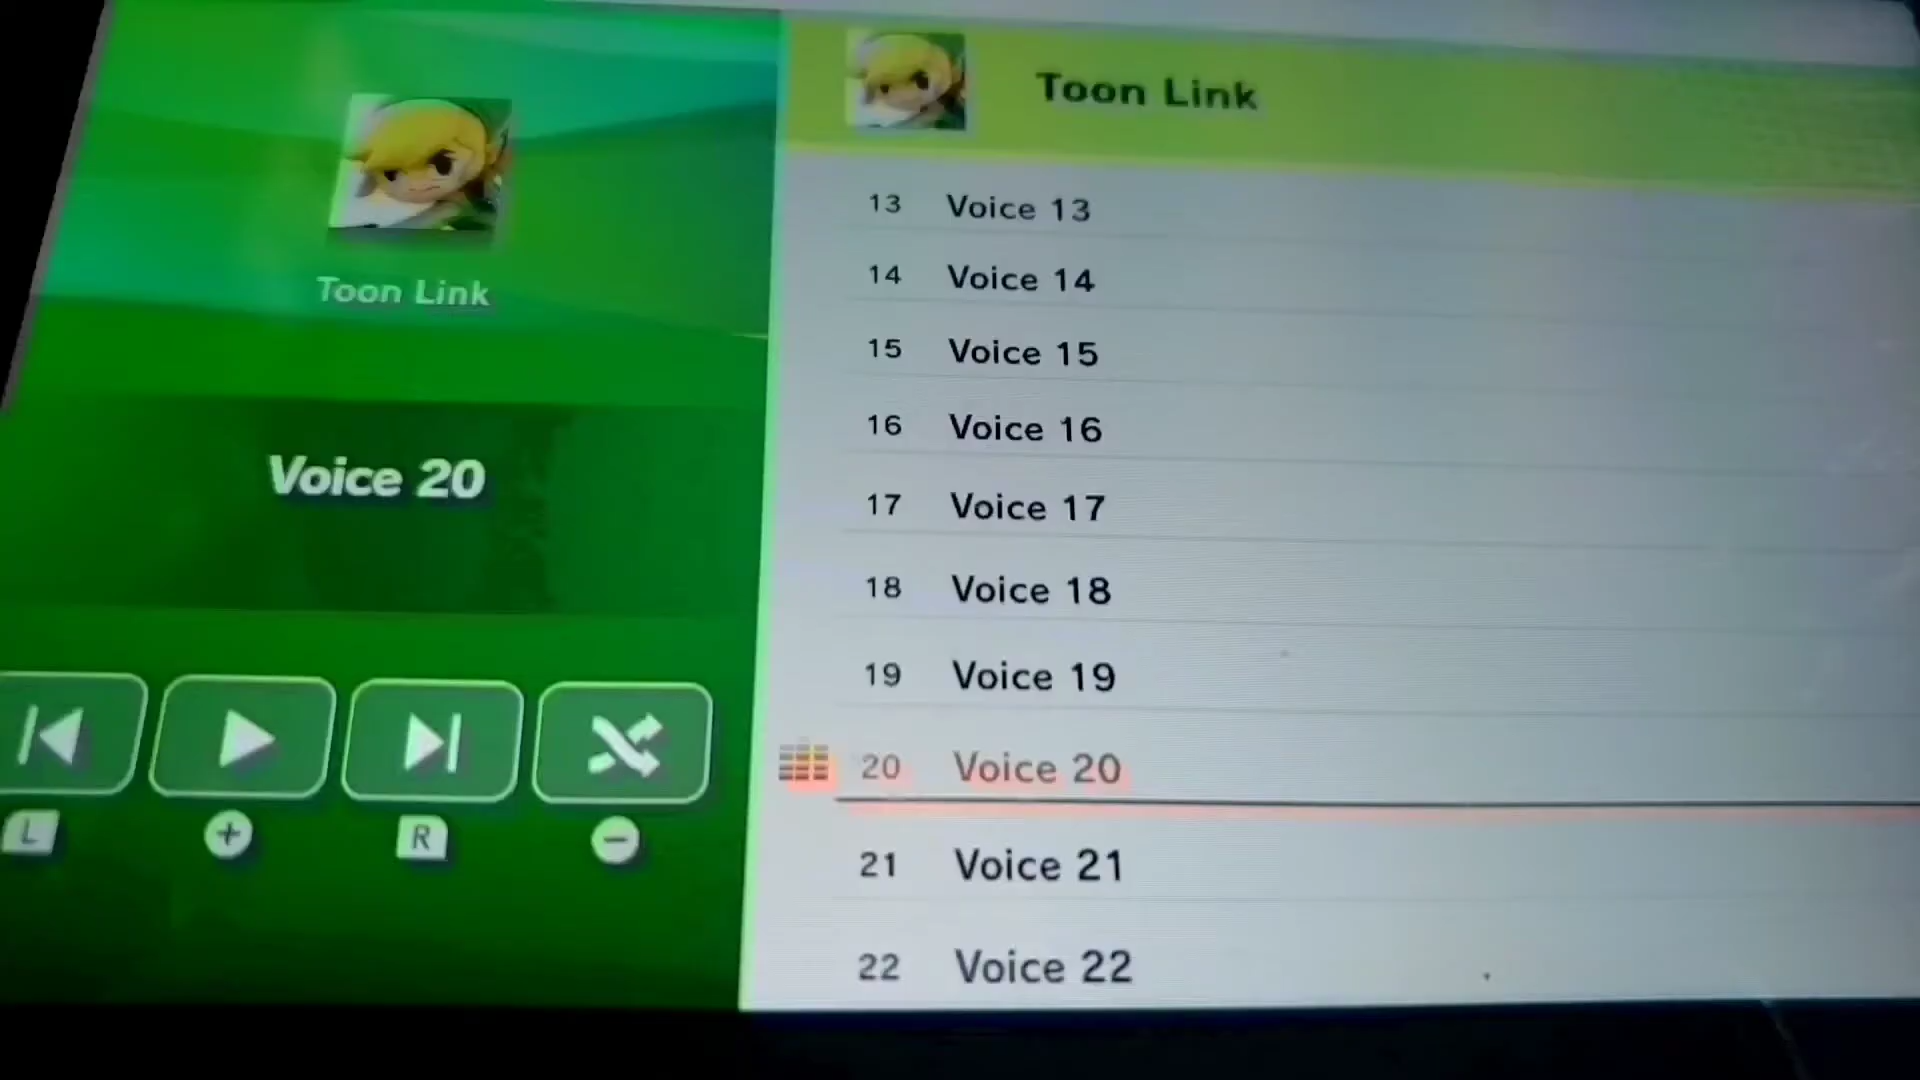 Toon Link
Voice 20
L
+
R
−
Toon Link
13 Voice 13
14 Voice 14
15 Voice 15
16 Voice 16
17 Voice 17
18 Voice 18
19 Voice 19
20 Voice 20
21 Voice 21
22 Voice 22